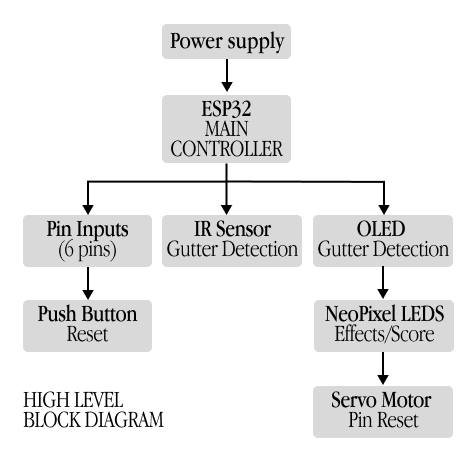 Power supply
ESP32
MAIN
CONTROLLER
Pin Inputs
(6 pins)
IR Sensor
Gutter Detection
OLED
Gutter Detection
Push Button
Reset
NeoPixel LEDS
Effects/Score
Servo Motor
Pin Reset
HIGH LEVEL
BLOCK DIAGRAM